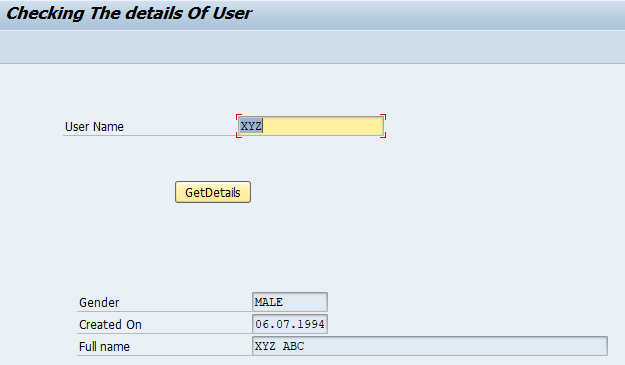 Checking The details Of User
User Name XYZ
GetDetails
Gender MALE
Created On 06.07.1994
Full name XYZ ABC